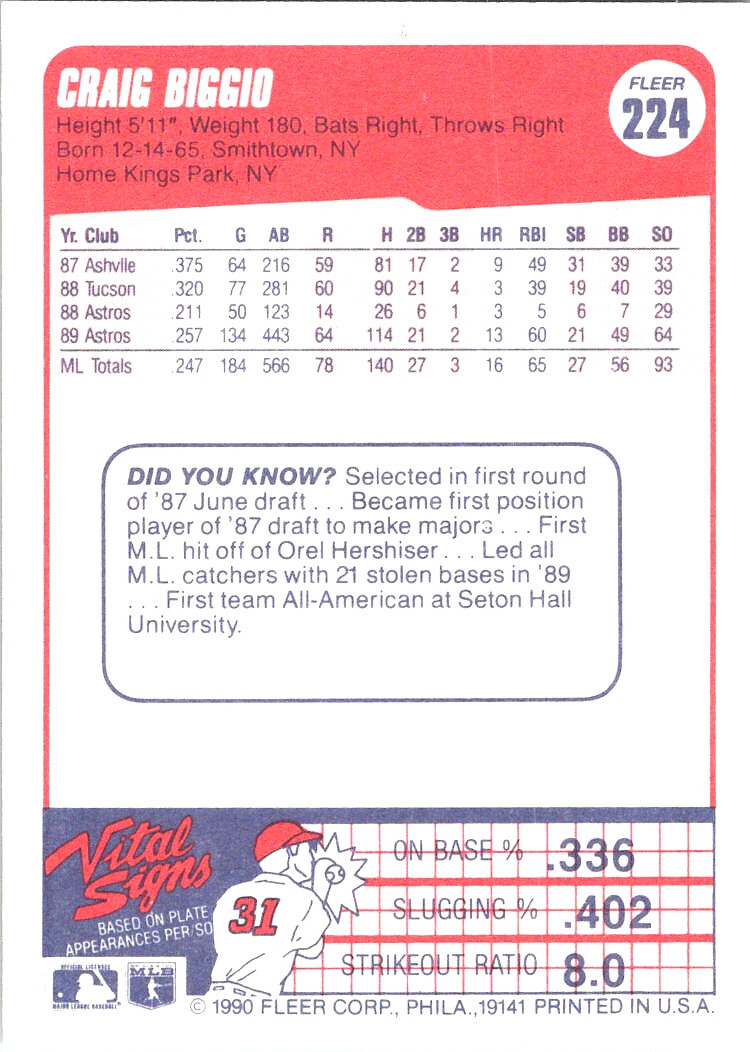 CRAIG BIGGIO
FLEER
224
Height 5'11", Weight 180, Bats Right, Throws Right
Born 12-14-65, Smithtown, NY
Home Kings Park, NY
Yr. Club Pct. G AB R H 2B 3B HR RBI SB BB SO
87 Ashvlle .375 64 216 59 81 17 2 9 49 31 39 33
88 Tucson .320 77 281 60 90 21 4 3 39 19 40 39
88 Astros .211 50 123 14 26 6 1 3 5 6 7 29
89 Astros .257 134 443 64 114 21 2 13 60 21 49 64
ML Totals .247 184 566 78 140 27 3 16 65 27 56 93
DID YOU KNOW? Selected in first round
of '87 June draft . . . Became first position
player of '87 draft to make majors . . . First
M.L. hit off of Orel Hershiser . . . Led all
M.L. catchers with 21 stolen bases in '89
. . . First team All-American at Seton Hall
University.
Vital
Signs
BASED ON PLATE
APPEARANCES PER/SO
31
ON BASE % .336
SLUGGING % .402
STRIKEOUT RATIO 8.0
OFFICIAL LICENSEE
MAJOR LEAGUE BASEBALL
MLB
© 1990 FLEER CORP., PHILA.,19141 PRINTED IN U.S.A.